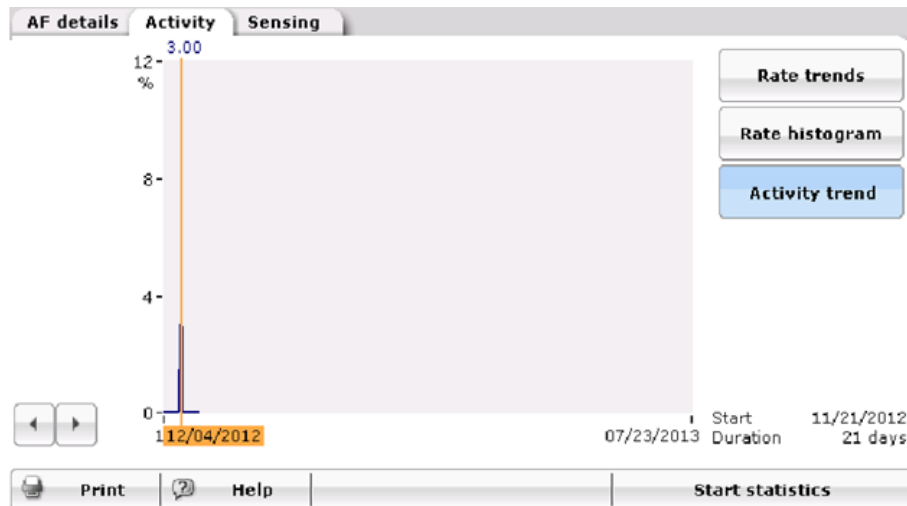 AF details Activity Sensing
3.00
12
%
Rate trends
Rate histogram
8
Activity trend
4
0
1 12/04/2012 07/23/2013
Start 11/21/2012
Duration 21 days
Print Help Start statistics